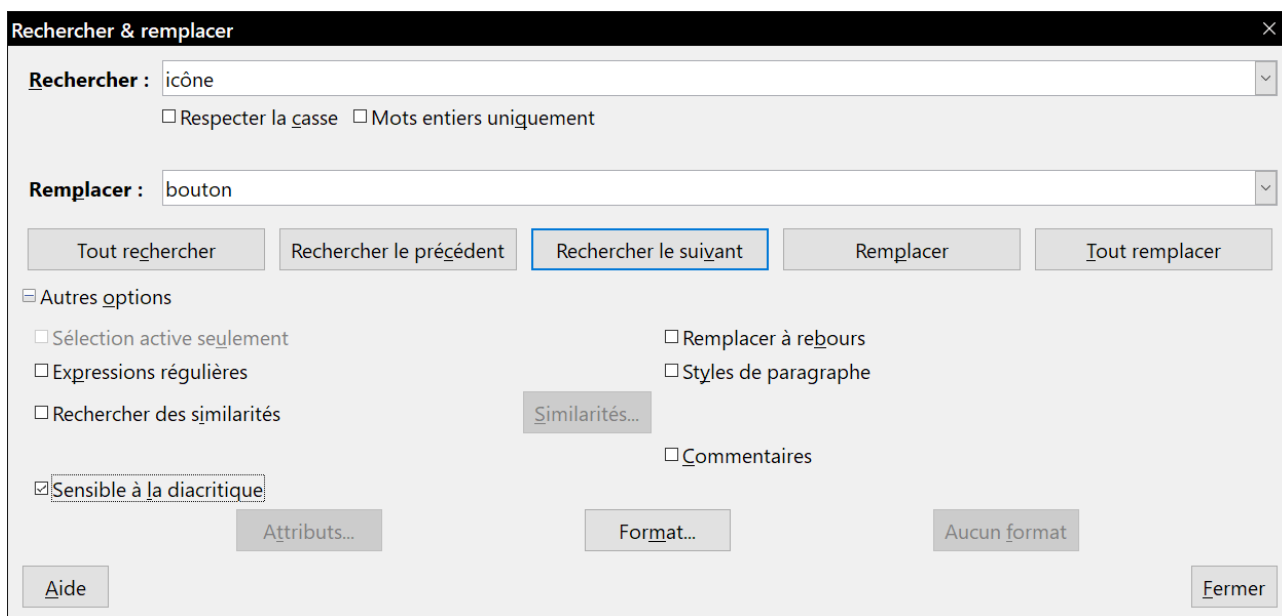 Rechercher & remplacer
Rechercher : icône
Respecter la casse Mots entiers uniquement
Remplacer : bouton
Tout rechercher Rechercher le précédent Rechercher le suivant Remplacer Tout remplacer
Autres options
Sélection active seulement Remplacer à rebours
Expressions régulières Styles de paragraphe
Rechercher des similarités Similarités...
Commentaires
Sensible à la diacritique
Attributs... Format... Aucun format
Aide Fermer